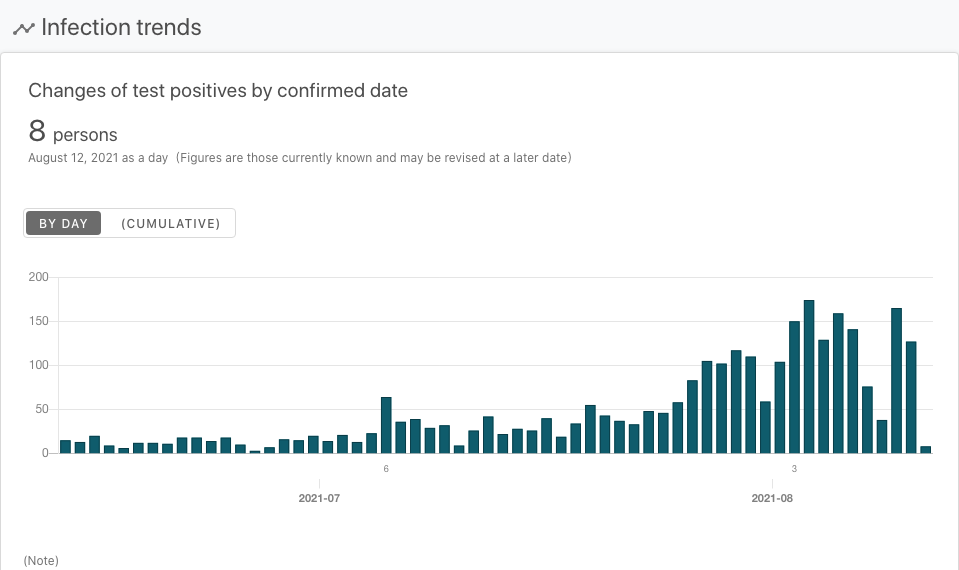 Infection trends
Changes of test positives by confirmed date
8 persons
August 12, 2021 as a day (Figures are those currently known and may be revised at a later date)
BY DAY (CUMULATIVE)
200
150
100
50
0
6 3
2021-07 2021-08
(Note)